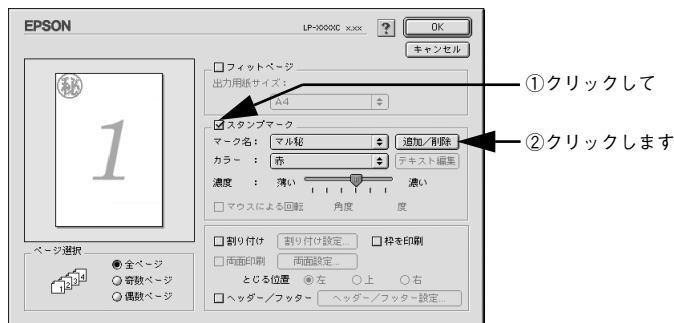 EPSON
LP-XXXXC x.xx
?
OK
キャンセル
フィットページ
出力用紙サイズ：
A4
スタンプマーク
マーク名： マル秘 追加／削除
カラー ： 赤 テキスト編集
濃度 ： 薄い 濃い
マウスによる回転 角度 度
割り付け 割り付け設定... 枠を印刷
両面印刷 両面設定...
とじる位置 左 上 右
ヘッダー／フッター ヘッダー／フッター設定...
㊙
1
ページ選択
1 2 3 4
全ページ
奇数ページ
偶数ページ
①クリックして
②クリックします